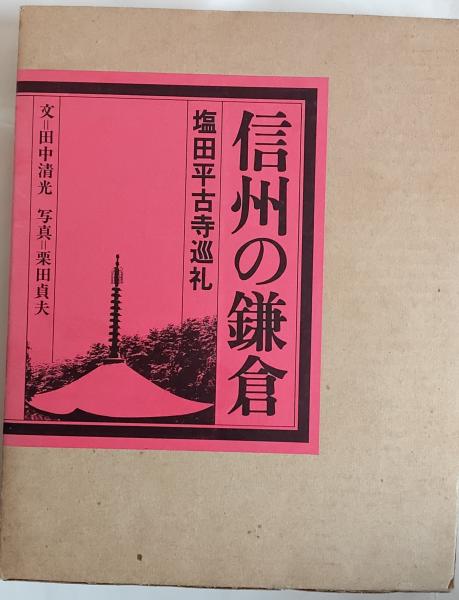 信州の鎌倉
塩田平古寺巡礼
文=田中清光 写真=栗田貞夫